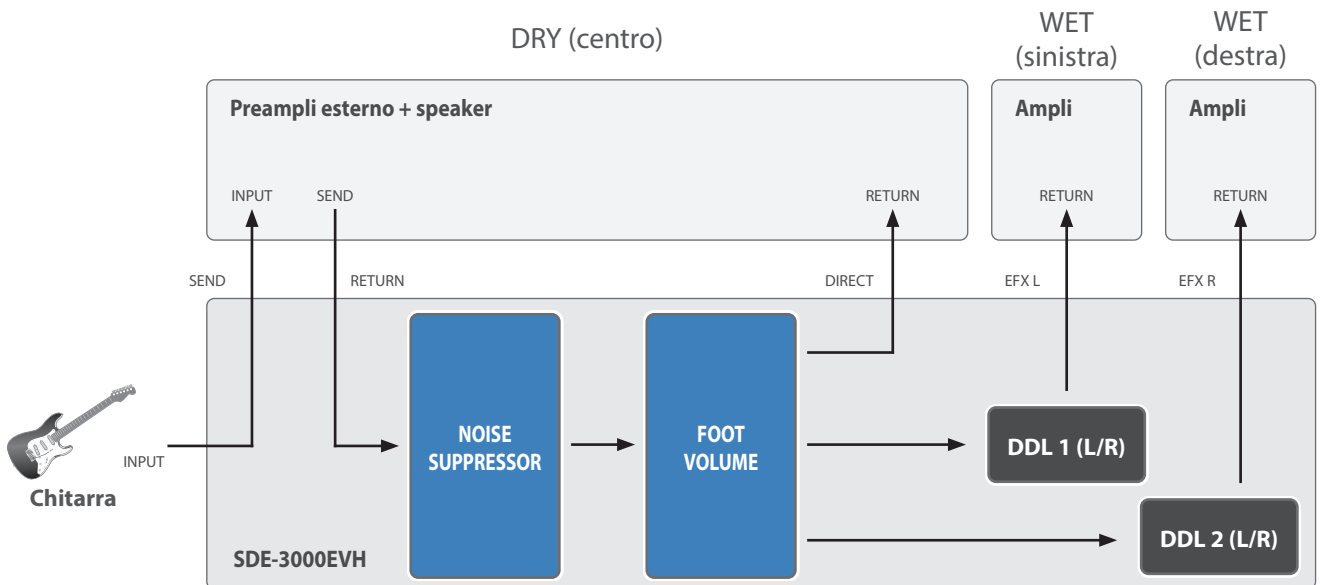 DRY (centro)
WET
(sinistra)
WET
(destra)
Preampli esterno + speaker
Ampli
Ampli
INPUT
SEND
RETURN
RETURN
RETURN
SEND
RETURN
DIRECT
EFX L
EFX R
NOISE
SUPPRESSOR
FOOT
VOLUME
DDL 1 (L/R)
INPUT
Chitarra
DDL 2 (L/R)
SDE-3000EVH